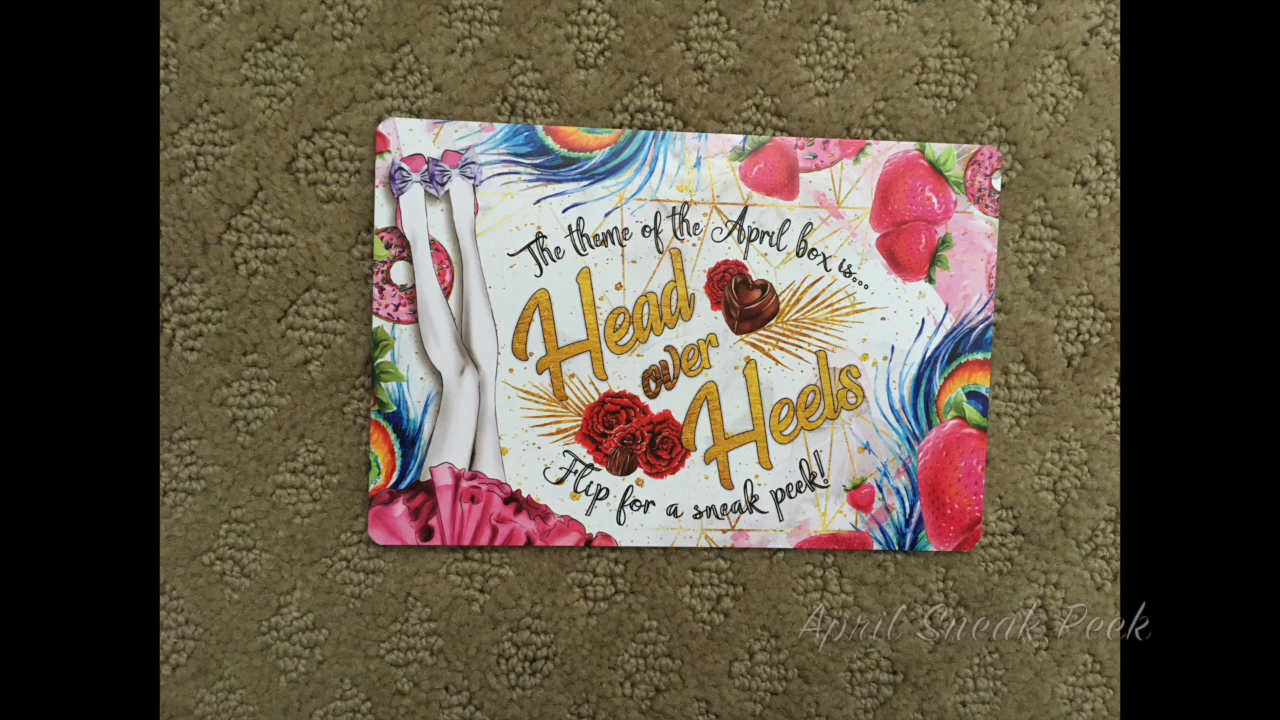 The theme of the April box is...
Head
over
Heels
Flip for a sneak peek!
April Sneak Peek